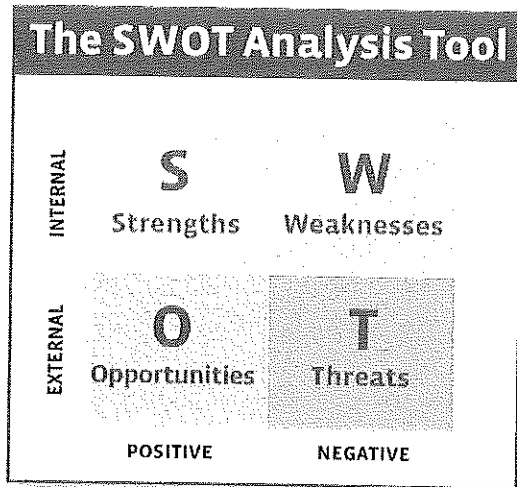 The SWOT Analysis Tool
INTERNAL
S
W
Strengths
Weaknesses
EXTERNAL
O
T
Opportunities
Threats
POSITIVE
NEGATIVE